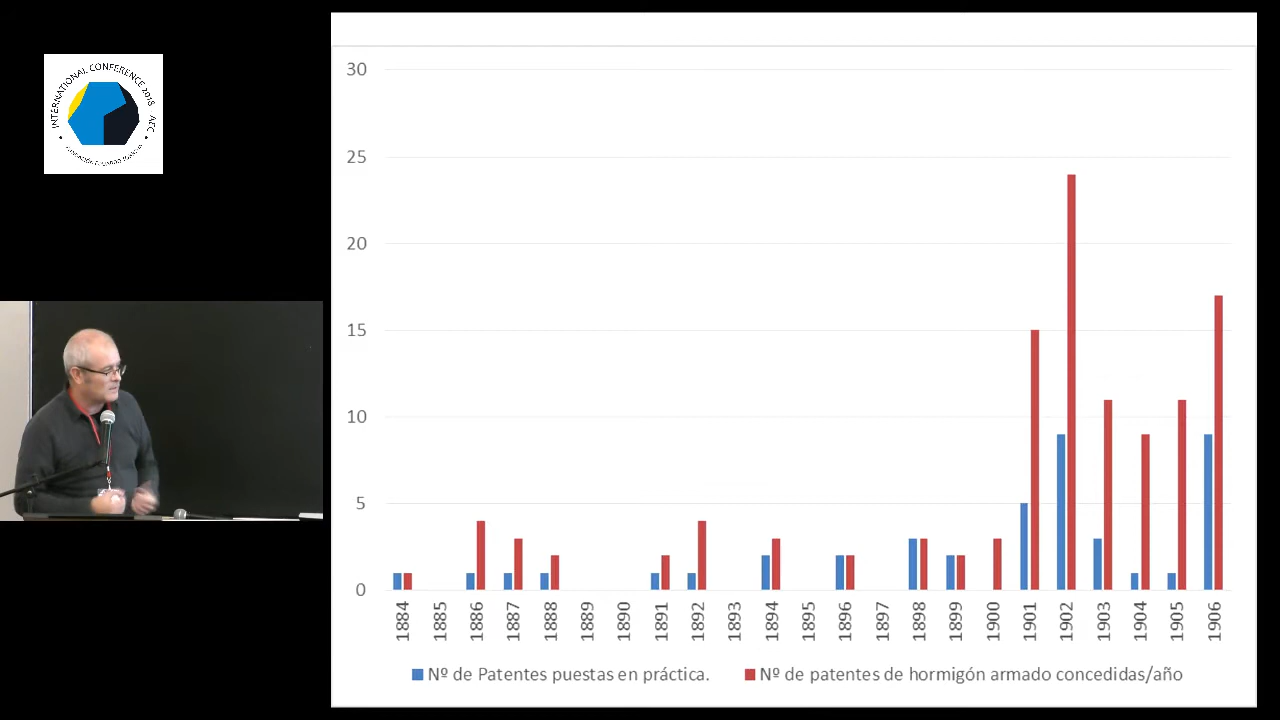 INTERNATIONAL CONFERENCE 2018 · AEC ·
30
25
20
15
10
5
0
1884 1885 1886 1887 1888 1889 1890 1891 1892 1893 1894 1895 1896 1897 1898 1899 1900 1901 1902 1903 1904 1905 1906
Nº de Patentes puestas en práctica. Nº de patentes de hormigón armado concedidas/año